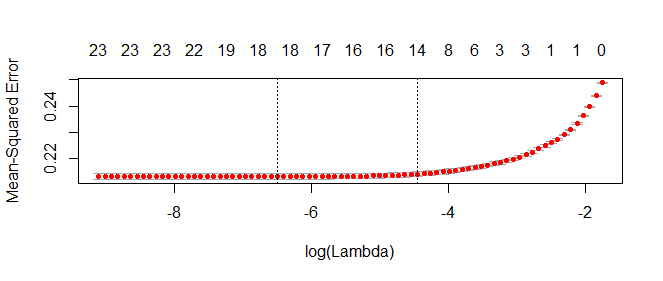 23 23 23 22 19 18 18 17 16 16 14 8 6 3 3 1 1 0
Mean-Squared Error
0.24
0.22
-8 -6 -4 -2
log(Lambda)